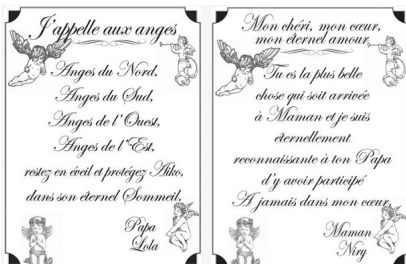 J'appelle aux anges
Anges du Nord,
Anges du Sud,
Anges de l'Ouest,
Anges de l'Est,
restez en éveil et protégez Aiko,
dans son éternel Sommeil.
Papa
Lola
Mon chéri, mon cœur,
mon éternel amour
Tu es la plus belle
chose qui soit arrivée
à Maman et je suis
éternellement
reconnaissante à ton Papa
d'y avoir participé
A jamais dans mon cœur.
Maman
Niry